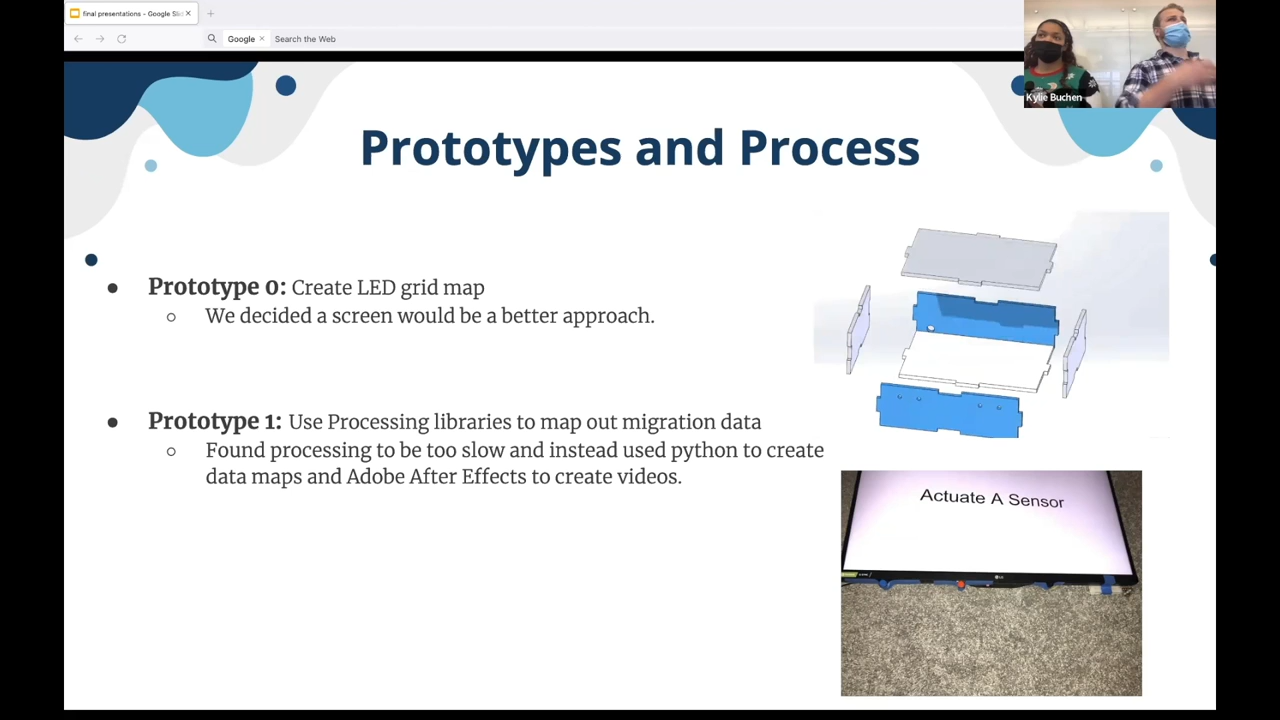 final presentations - Google Slid
Google
Search the Web
Kylie Buchen
Prototypes and Process
Prototype 0: Create LED grid map
We decided a screen would be a better approach.
Prototype 1: Use Processing libraries to map out migration data
Found processing to be too slow and instead used python to create
data maps and Adobe After Effects to create videos.
Actuate A Sensor
LG